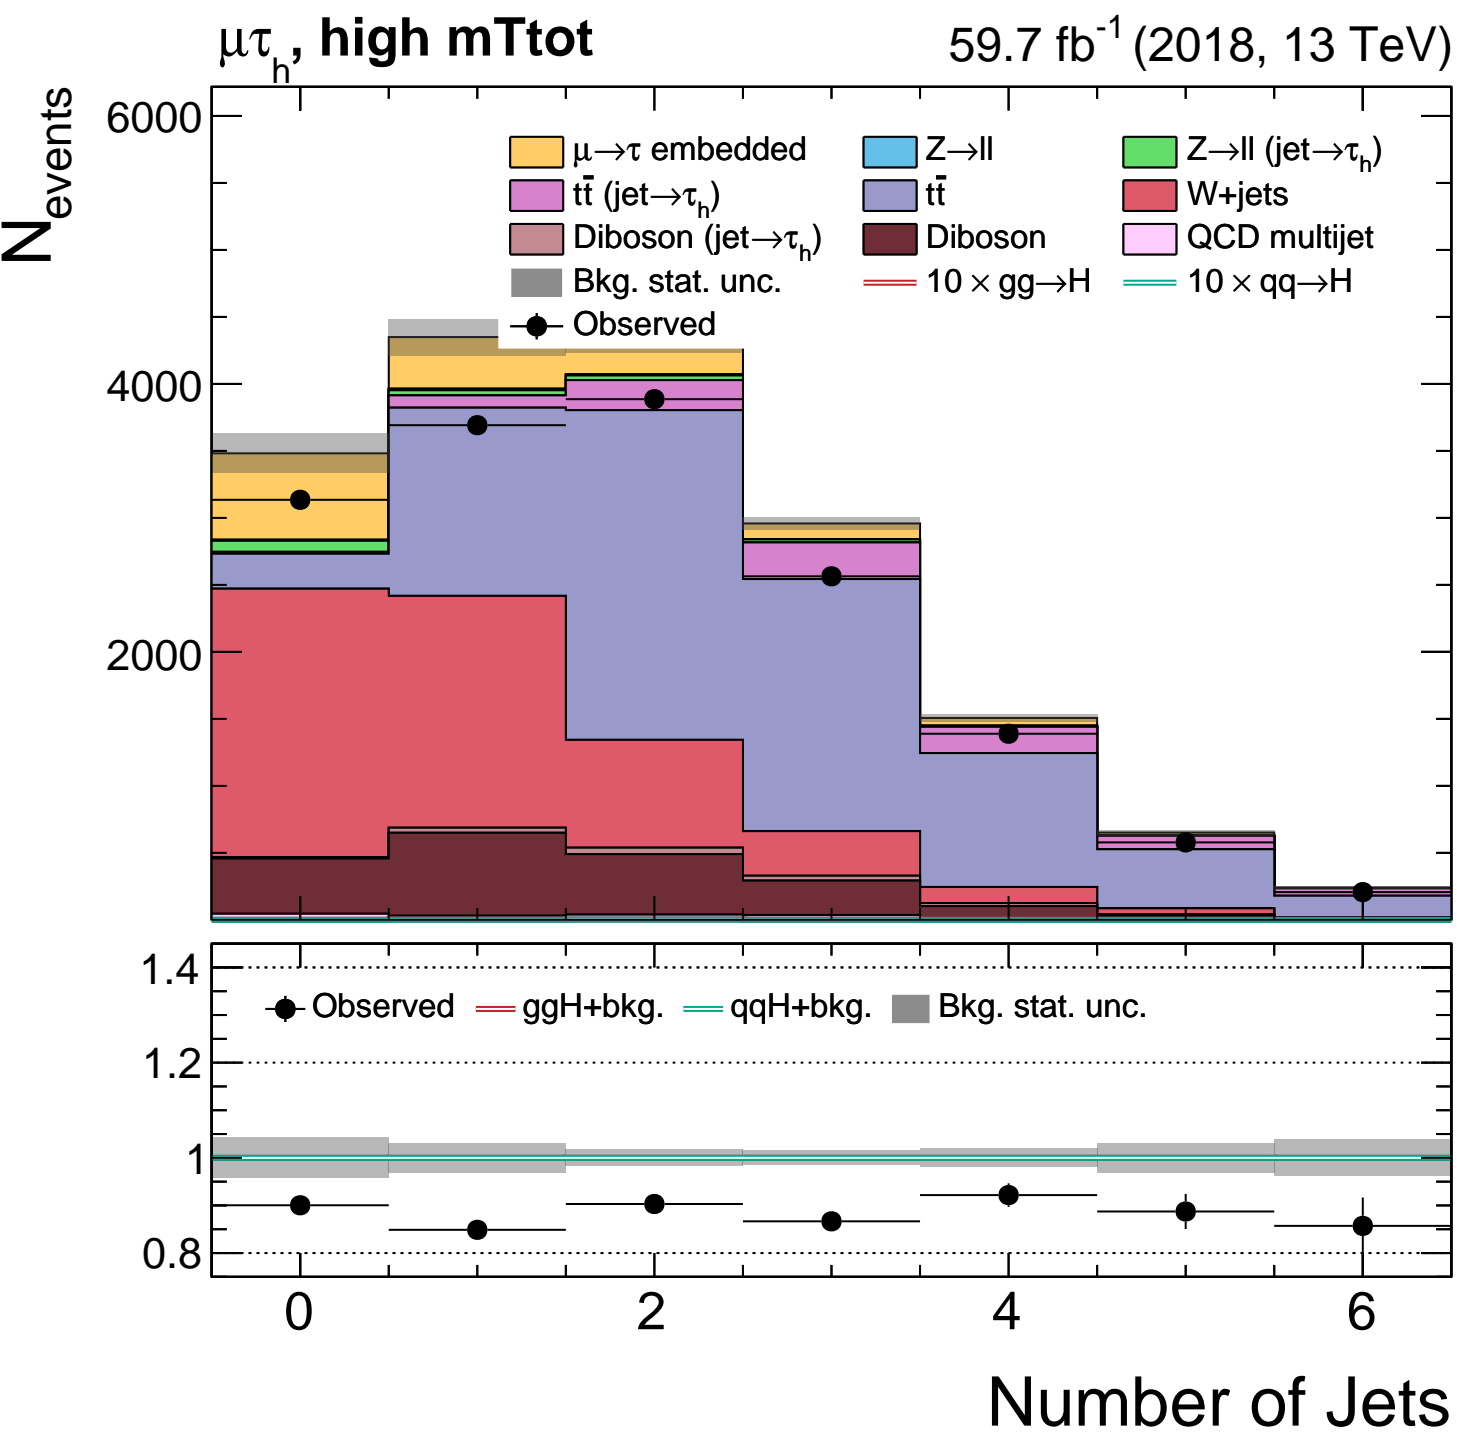 μτh, high mTtot 59.7 fb-1 (2018, 13 TeV)
Nevents
6000
4000
2000
μ→τ embedded Z→ll Z→ll (jet→τh)
tt̄ (jet→τh) tt̄ W+jets
Diboson (jet→τh) Diboson QCD multijet
Bkg. stat. unc. 10 × gg→H 10 × qq→H
Observed
1.4
1.2
1
0.8
Observed ggH+bkg. qqH+bkg. Bkg. stat. unc.
0 2 4 6
Number of Jets